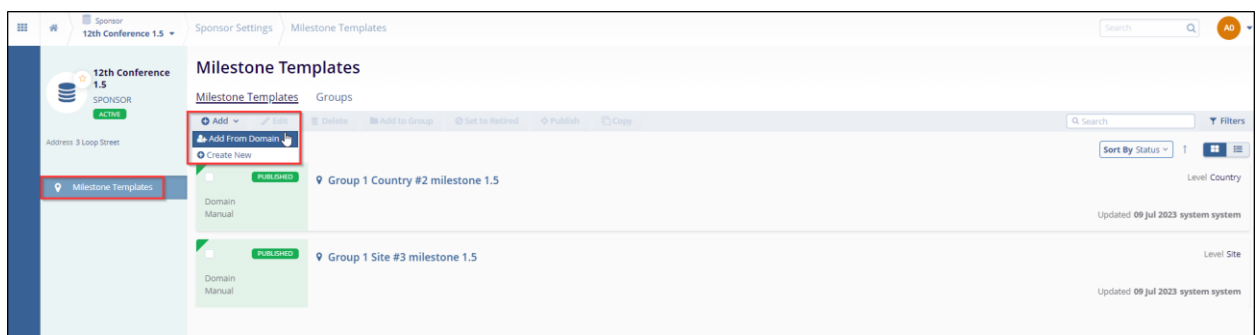 Sponsor
12th Conference 1.5
Sponsor Settings
Milestone Templates
Search
AO
12th Conference
1.5
SPONSOR
ACTIVE
Address 3 Loop Street
Milestone Templates
Milestone Templates
Milestone Templates Groups
Add Edit Delete Add to Group Set to Retired Publish Copy
Search
Filters
Add From Domain
Create New
Sort By Status
PUBLISHED
Group 1 Country #2 milestone 1.5
Level Country
Domain
Manual
Updated 09 Jul 2023 system system
PUBLISHED
Group 1 Site #3 milestone 1.5
Level Site
Domain
Manual
Updated 09 Jul 2023 system system